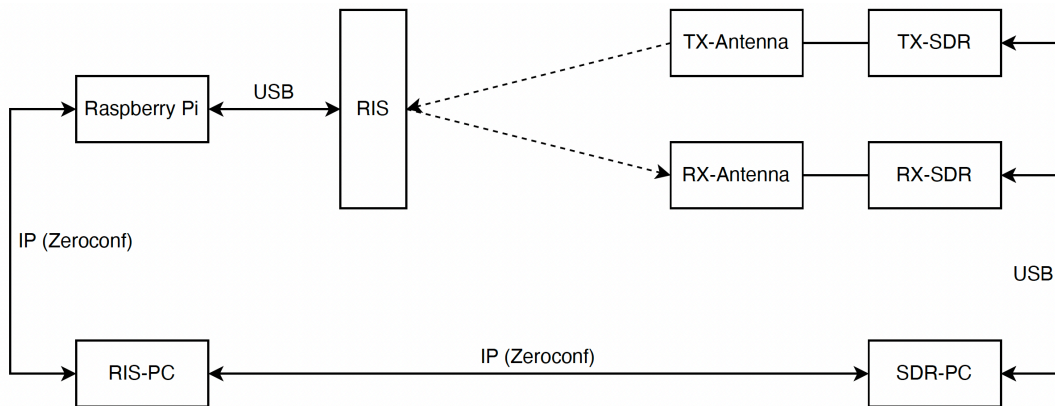 TX-Antenna
TX-SDR
USB
Raspberry Pi
RIS
RX-Antenna
RX-SDR
IP (Zeroconf)
USB
IP (Zeroconf)
RIS-PC
SDR-PC